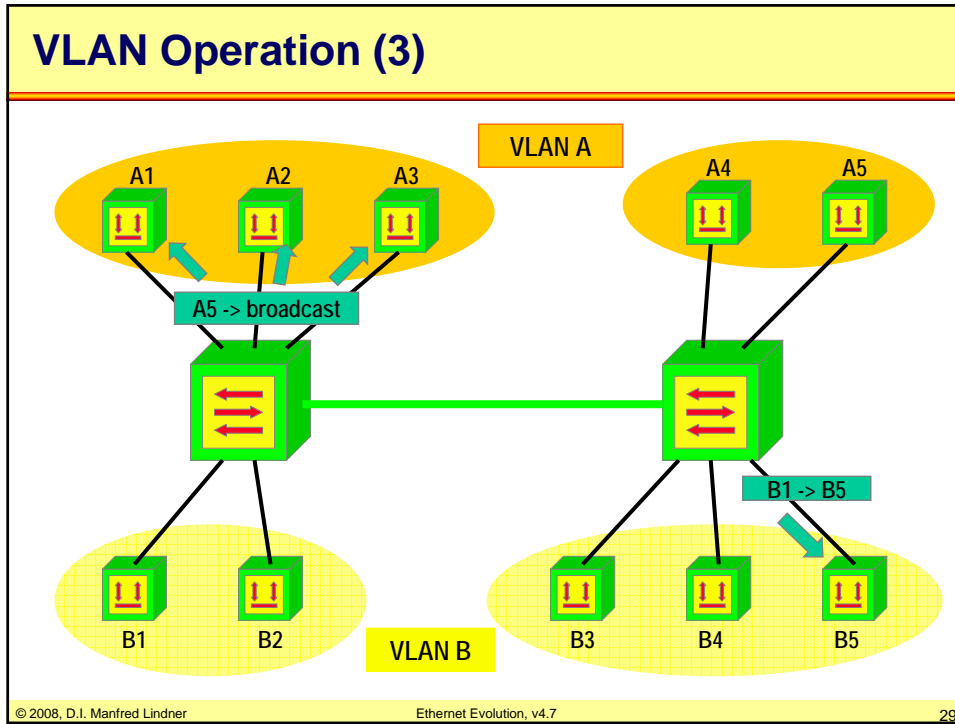 VLAN Operation (3)
VLAN A
A1 A2 A3 A4 A5
A5 -> broadcast
B1 -> B5
B1 B2 B3 B4 B5
VLAN B
© 2008, D.I. Manfred Lindner Ethernet Evolution, v4.7 29